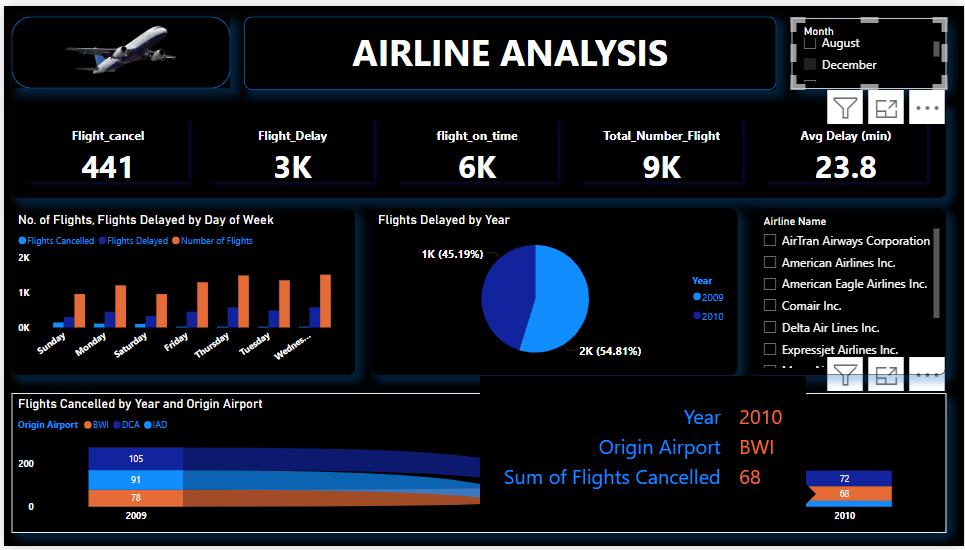 AIRLINE ANALYSIS
Month
August
December
Flight_cancel
441
Flight_Delay
3K
flight_on_time
6K
Total_Number_Flight
9K
Avg Delay (min)
23.8
No. of Flights, Flights Delayed by Day of Week
Flights Cancelled Flights Delayed Number of Flights
2K
1K
0K
Sunday
Monday
Saturday
Friday
Thursday
Tuesday
Wednes...
Flights Delayed by Year
1K (45.19%)
2K (54.81%)
Year
2009
2010
Airline Name
AirTran Airways Corporation
American Airlines Inc.
American Eagle Airlines Inc.
Comair Inc.
Delta Air Lines Inc.
Expressjet Airlines Inc.
Flights Cancelled by Year and Origin Airport
Origin Airport BWI DCA IAD
200
0
105
91
78
2009
Year 2010
Origin Airport BWI
Sum of Flights Cancelled 68
72
68
2010